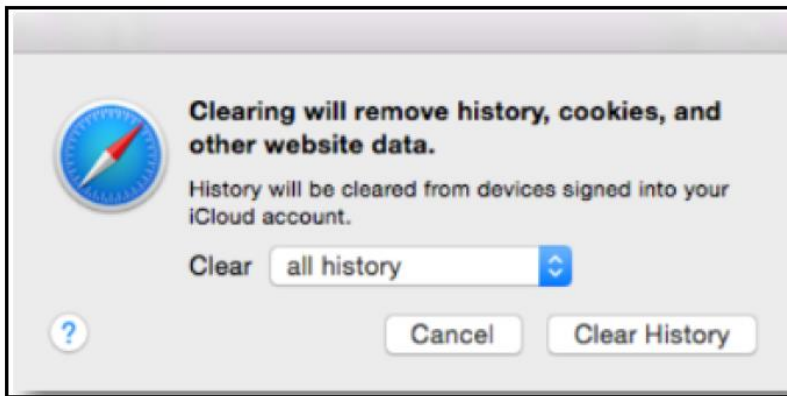 Clearing will remove history, cookies, and
other website data.
History will be cleared from devices signed into your
iCloud account.
Clear all history
?
Cancel Clear History